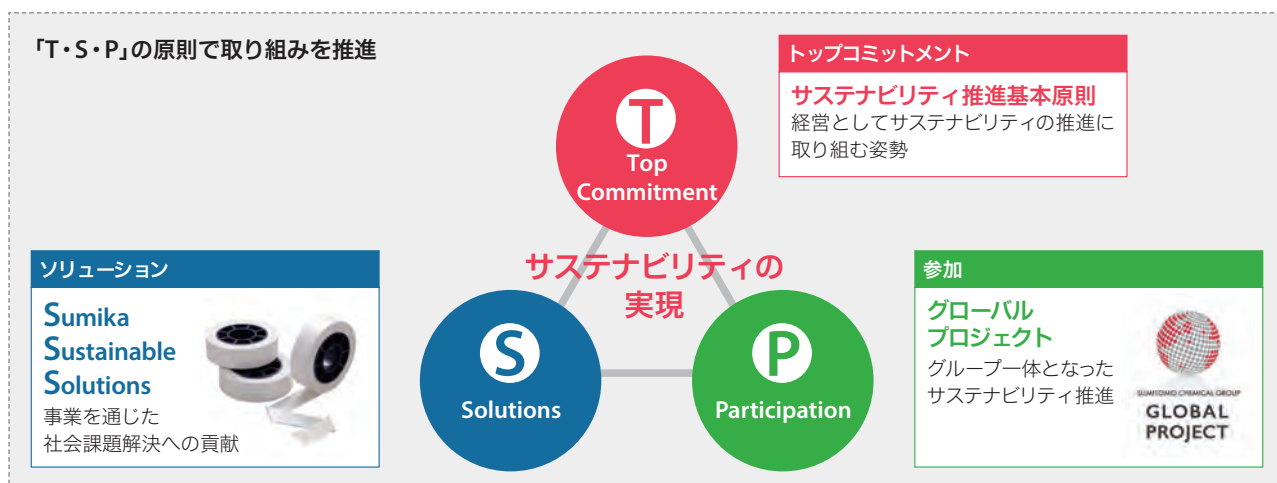 「T・S・P」の原則で取り組みを推進
トップコミットメント
サステナビリティ推進基本原則
経営としてサステナビリティの推進に
取り組む姿勢
T
Top
Commitment
サステナビリティの
実現
ソリューション
Sumika
Sustainable
Solutions
事業を通じた
社会課題解決への貢献
S
Solutions
P
Participation
参加
グローバル
プロジェクト
グループ一体となった
サステナビリティ推進
SUMITOMO CHEMICAL GROUP
GLOBAL
PROJECT